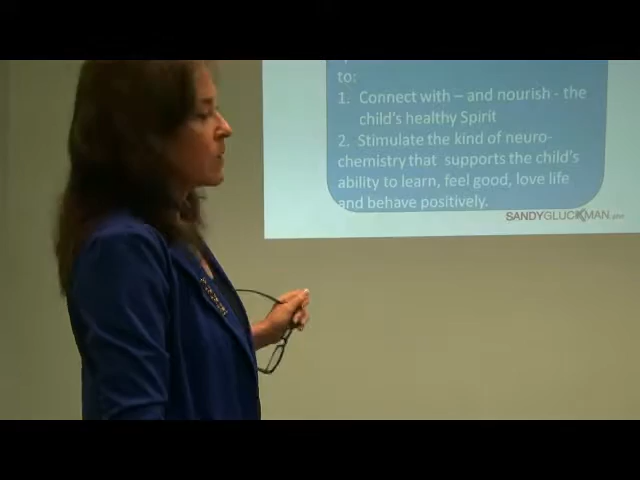 to:
1. Connect with – and nourish - the
child's healthy Spirit
2. Stimulate the kind of neuro-
chemistry that supports the child's
ability to learn, feel good, love life
and behave positively.
SANDYGLUCKMAN.com